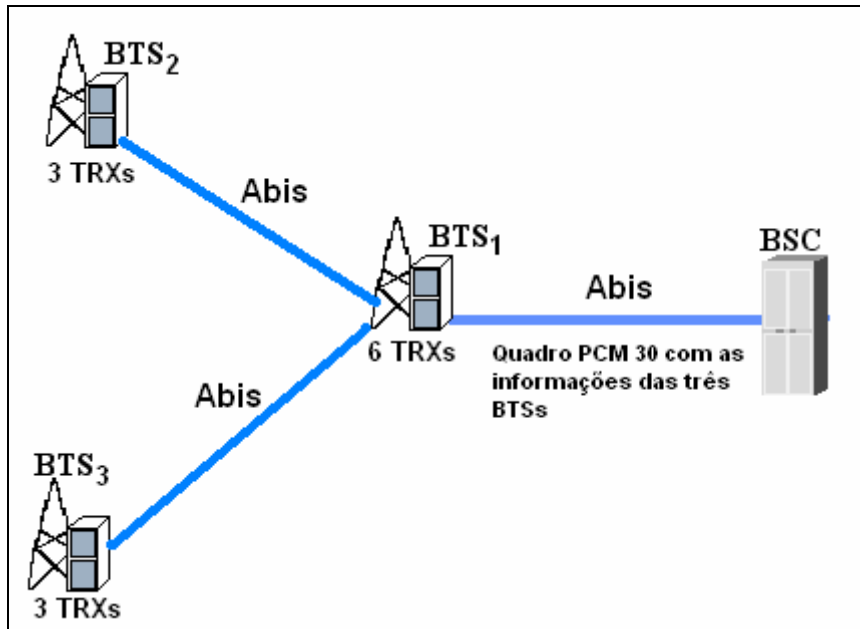 BTS2
3 TRXs
Abis
BTS1
6 TRXs
Abis
BSC
Quadro PCM 30 com as
informações das três
BTSs
Abis
BTS3
3 TRXs